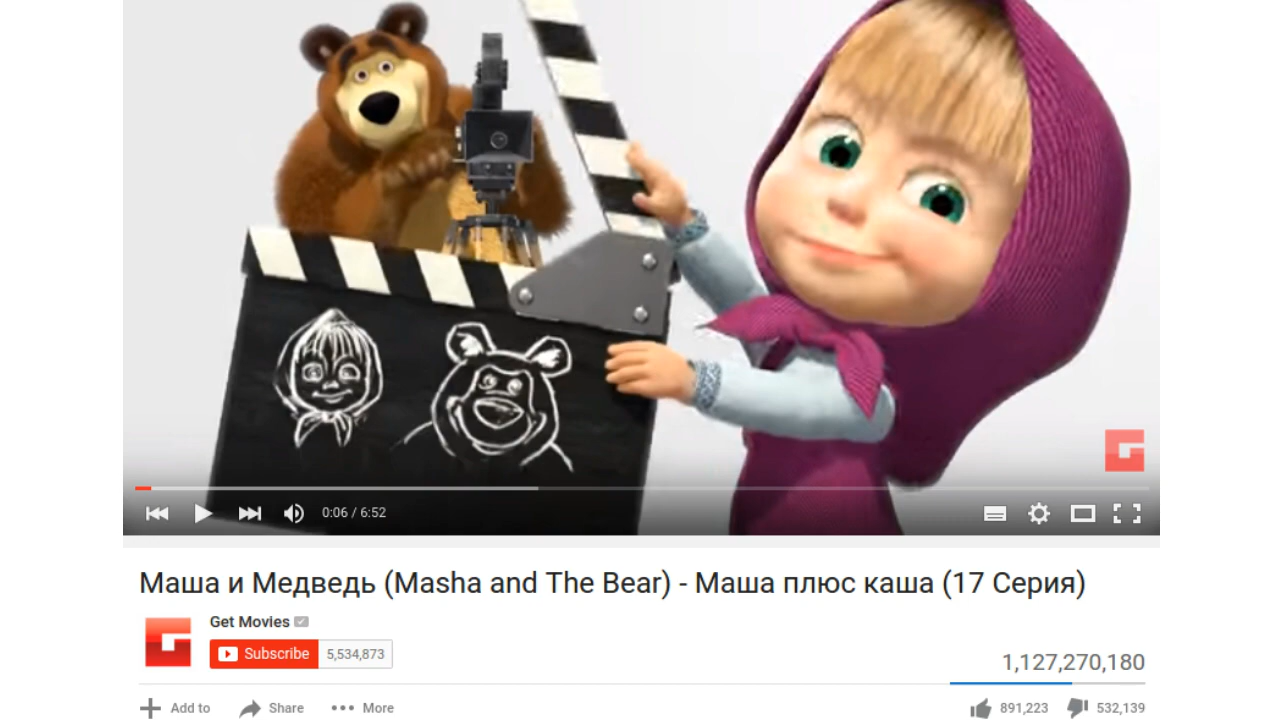 0:06 / 6:52
Маша и Медведь (Masha and The Bear) - Маша плюс каша (17 Серия)
Get Movies
Subscribe 5,534,873
1,127,270,180
Add to Share More 891,223 532,139